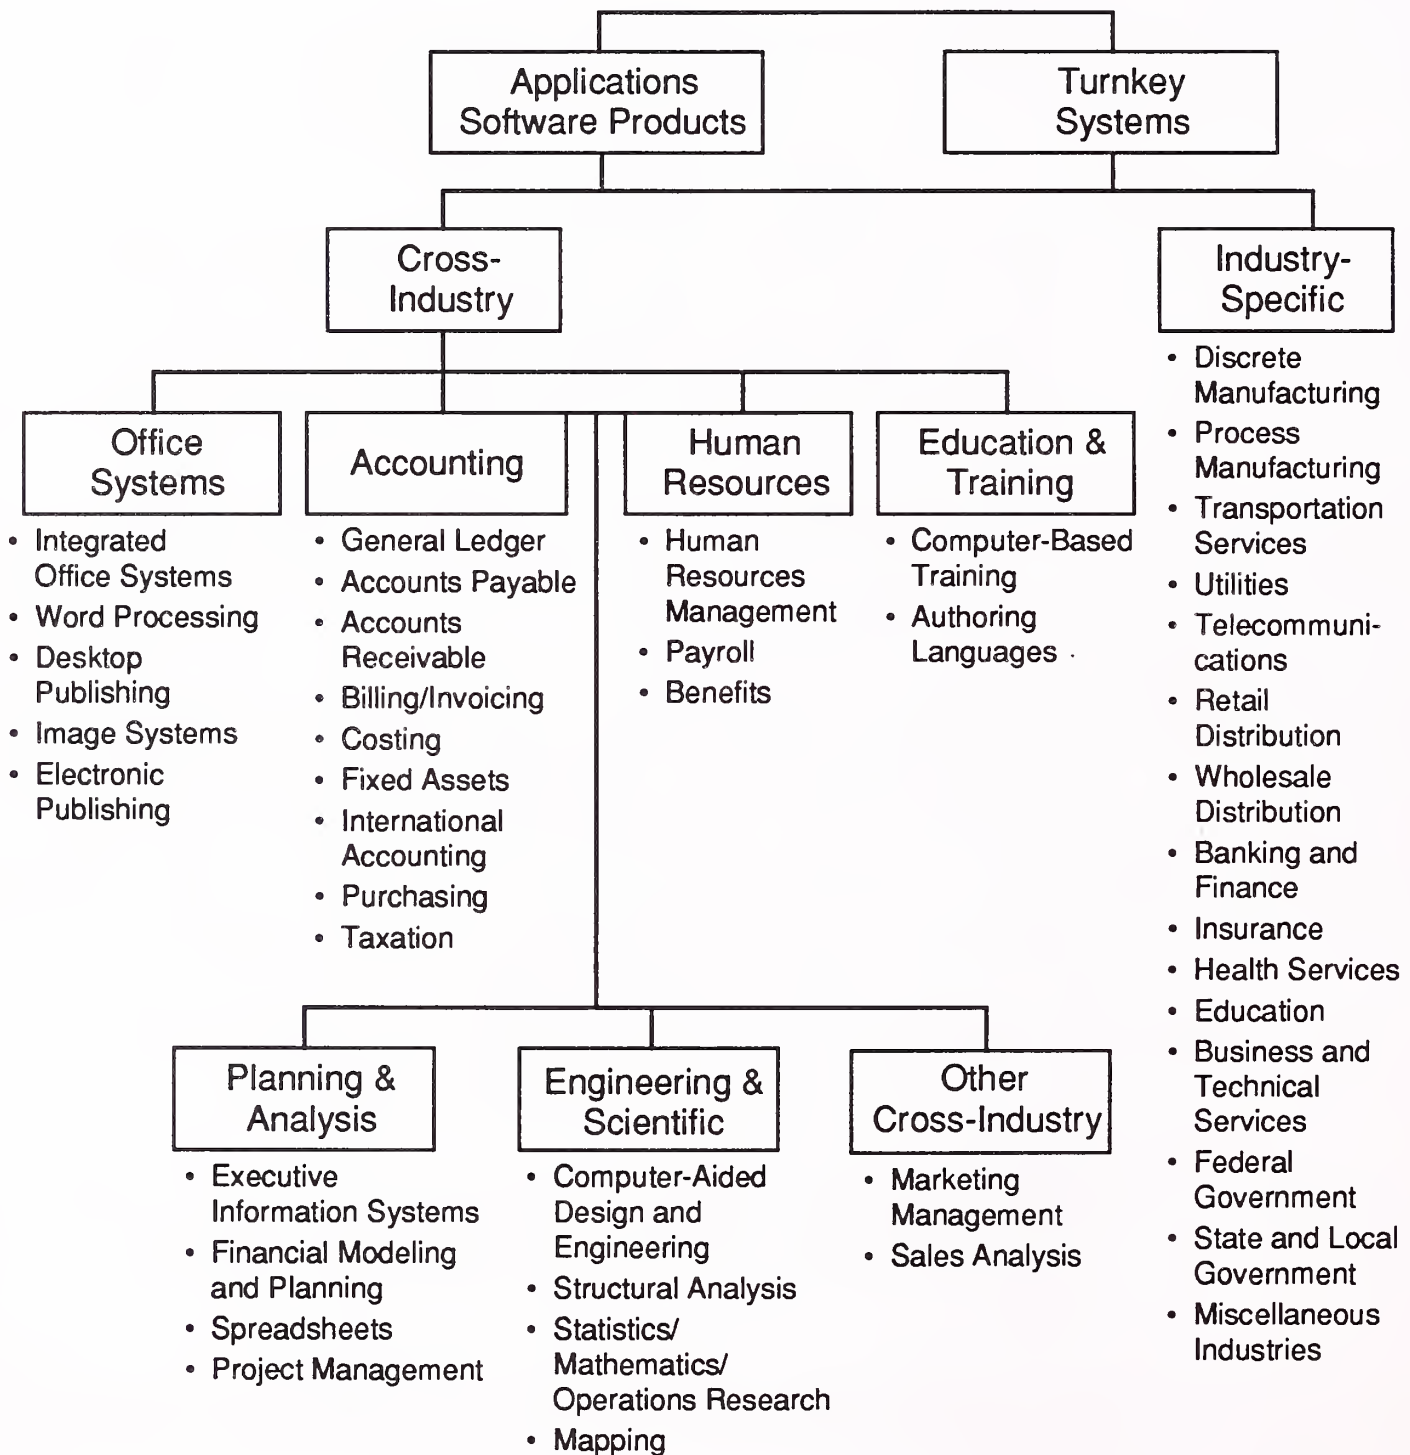 Applications
Software Products
Turnkey
Systems
Cross-
Industry
Industry-
Specific
Office
Systems
• Integrated
Office Systems
• Word Processing
• Desktop
Publishing
• Image Systems
• Electronic
Publishing
Accounting
• General Ledger
• Accounts Payable
• Accounts
Receivable
• Billing/Invoicing
• Costing
• Fixed Assets
• International
Accounting
• Purchasing
• Taxation
Human
Resources
• Human
Resources
Management
• Payroll
• Benefits
Education &
Training
• Computer-Based
Training
• Authoring
Languages
• Discrete
Manufacturing
• Process
Manufacturing
• Transportation
Services
• Utilities
• Telecommuni-
cations
• Retail
Distribution
• Wholesale
Distribution
• Banking and
Finance
• Insurance
• Health Services
• Education
• Business and
Technical
Services
• Federal
Government
• State and Local
Government
• Miscellaneous
Industries
Planning &
Analysis
• Executive
Information Systems
• Financial Modeling
and Planning
• Spreadsheets
• Project Management
Engineering &
Scientific
• Computer-Aided
Design and
Engineering
• Structural Analysis
• Statistics/
Mathematics/
Operations Research
• Mapping
Other
Cross-Industry
• Marketing
Management
• Sales Analysis